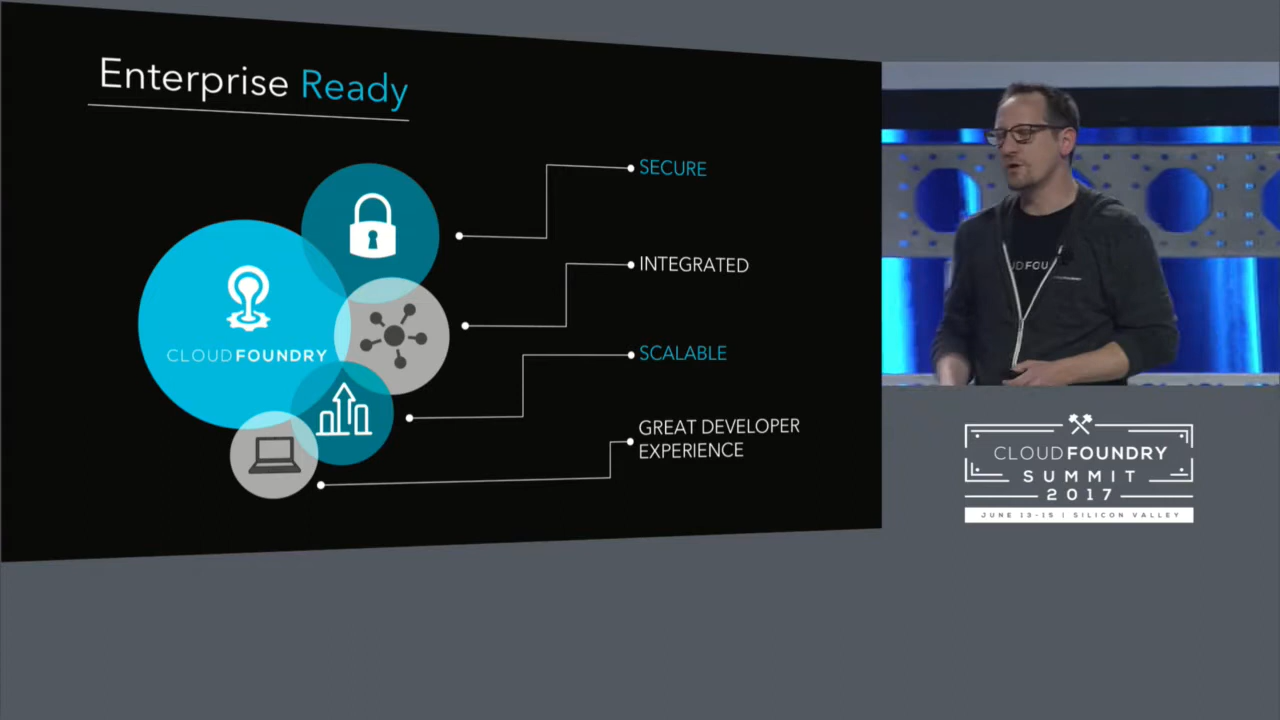 Enterprise Ready
SECURE
INTEGRATED
CLOUDFOUNDRY
SCALABLE
GREAT DEVELOPER
EXPERIENCE
CLOUDFOUNDRY
SUMMIT
2017
JUNE 13-15 | SILICON VALLEY